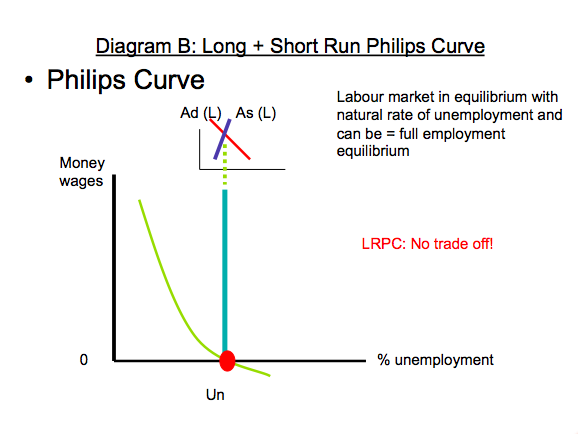 Diagram B: Long + Short Run Philips Curve
• Philips Curve
Ad (L) As (L)
Labour market in equilibrium with
natural rate of unemployment and
can be = full employment
equilibrium
Money
wages
LRPC: No trade off!
0
% unemployment
Un